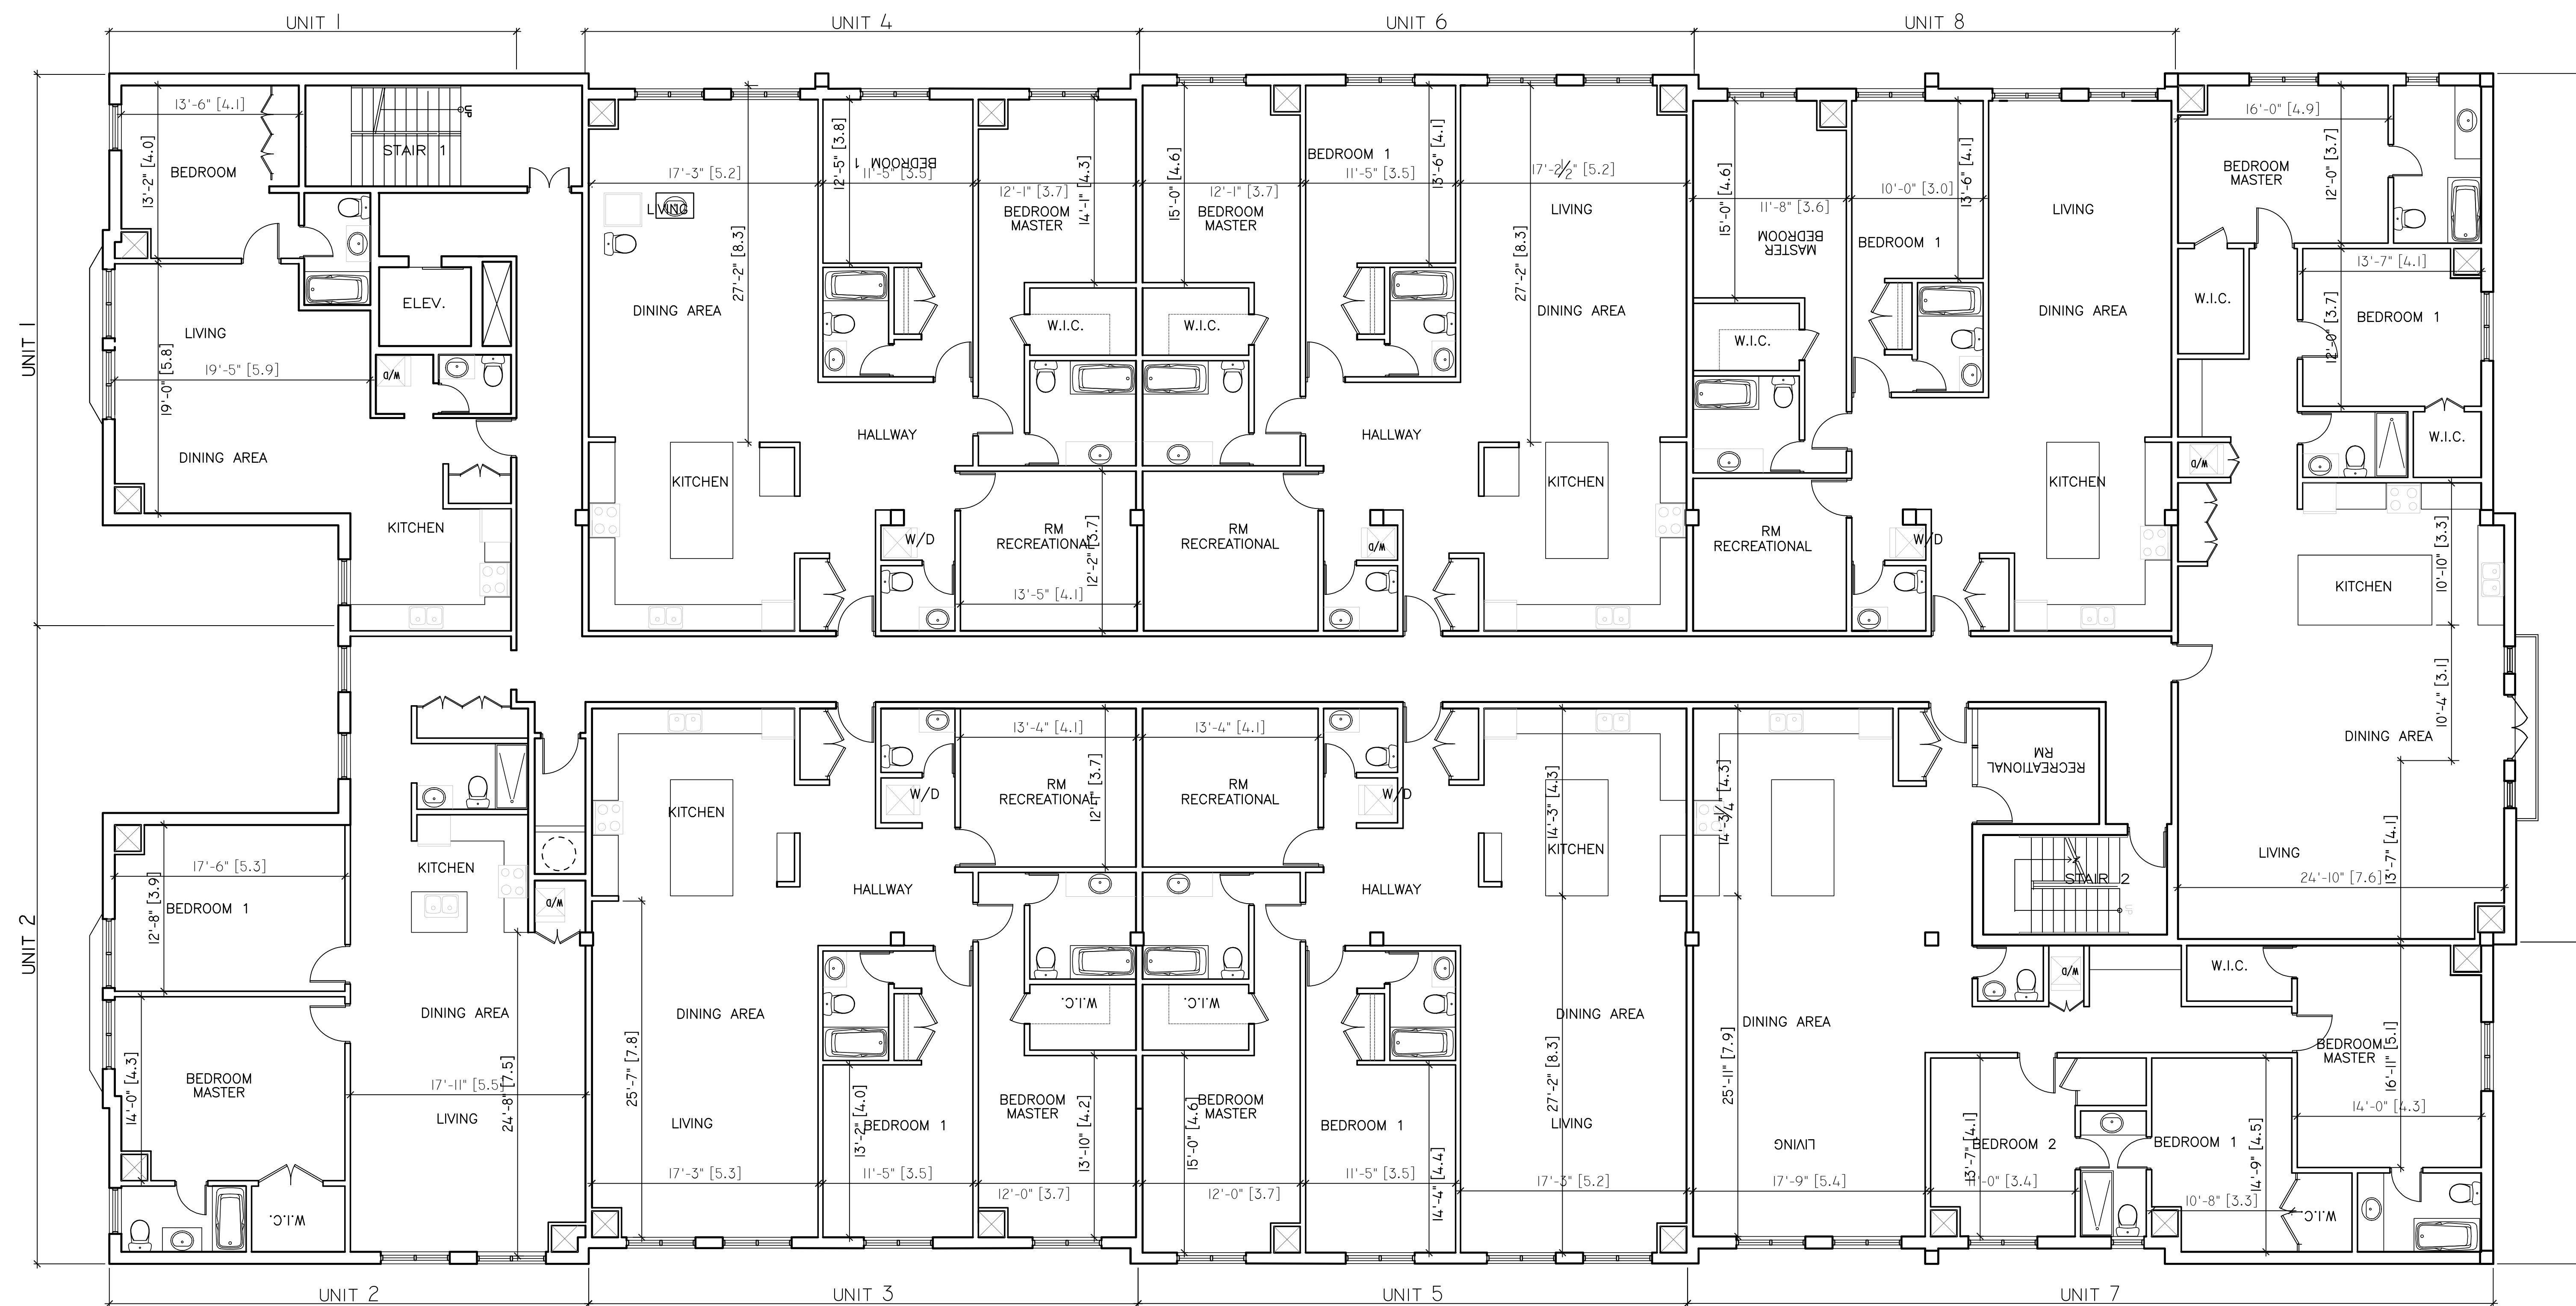 UNIT 1
UNIT 4
UNIT 6
UNIT 8
UNIT 1
UNIT 2
13'-6" [4.1]
13'-2" [4.0]
BEDROOM
STAIR 1
UP
ELEV.
LIVING
19'-5" [5.9]
19'-0" [5.8]
W/D
DINING AREA
KITCHEN
17'-3" [5.2]
LIVING
27'-2" [8.3]
DINING AREA
KITCHEN
12'-5" [3.8]
BEDROOM 1
11'-5" [3.5]
12'-1" [3.7]
14'-1" [4.3]
BEDROOM
MASTER
W.I.C.
HALLWAY
W/D
RM
RECREATIONAL
12'-2" [3.7]
13'-5" [4.1]
15'-0" [4.6]
12'-1" [3.7]
BEDROOM
MASTER
W.I.C.
BEDROOM 1
11'-5" [3.5]
13'-6" [4.1]
17'-2½" [5.2]
LIVING
27'-2" [8.3]
DINING AREA
HALLWAY
KITCHEN
RM
RECREATIONAL
W/D
15'-0" [4.6]
11'-8" [3.6]
MASTER
BEDROOM
W.I.C.
10'-0" [3.0]
13'-6" [4.1]
BEDROOM 1
LIVING
DINING AREA
KITCHEN
RM
RECREATIONAL
W/D
16'-0" [4.9]
BEDROOM
MASTER
12'-0" [3.7]
W.I.C.
13'-7" [4.1]
12'-0" [3.7]
BEDROOM 1
W.I.C.
W/D
KITCHEN
10'-10" [3.3]
10'-4" [3.1]
DINING AREA
LIVING
13'-7" [4.1]
24'-10" [7.6]
17'-6" [5.3]
12'-8" [3.9]
BEDROOM 1
KITCHEN
W/D
DINING AREA
BEDROOM
MASTER
14'-0" [4.3]
17'-11" [5.5]
24'-8" [7.5]
LIVING
W.I.C.
KITCHEN
W/D
13'-4" [4.1]
RM
RECREATIONAL
12'-1" [3.7]
HALLWAY
DINING AREA
25'-7" [7.8]
LIVING
17'-3" [5.3]
13'-2" [4.0]
BEDROOM 1
11'-5" [3.5]
W.I.C.
BEDROOM
MASTER
13'-10" [4.2]
12'-0" [3.7]
13'-4" [4.1]
RM
RECREATIONAL
W/D
HALLWAY
W.I.C.
BEDROOM
MASTER
15'-0" [4.6]
12'-0" [3.7]
BEDROOM 1
11'-5" [3.5]
14'-4" [4.4]
14'-3" [4.3]
KITCHEN
DINING AREA
27'-2" [8.3]
LIVING
17'-3" [5.2]
14'-3¼" [4.3]
DINING AREA
25'-11" [7.9]
LIVING
17'-9" [5.4]
RECREATIONAL
RM
STAIR 2
UP
W/D
W.I.C.
BEDROOM
MASTER
16'-11" [5.1]
14'-0" [4.3]
13'-7" [4.1]
BEDROOM 2
11'-0" [3.4]
BEDROOM 1
14'-9" [4.5]
10'-8" [3.3]
W.I.C.
UNIT 2
UNIT 3
UNIT 5
UNIT 7